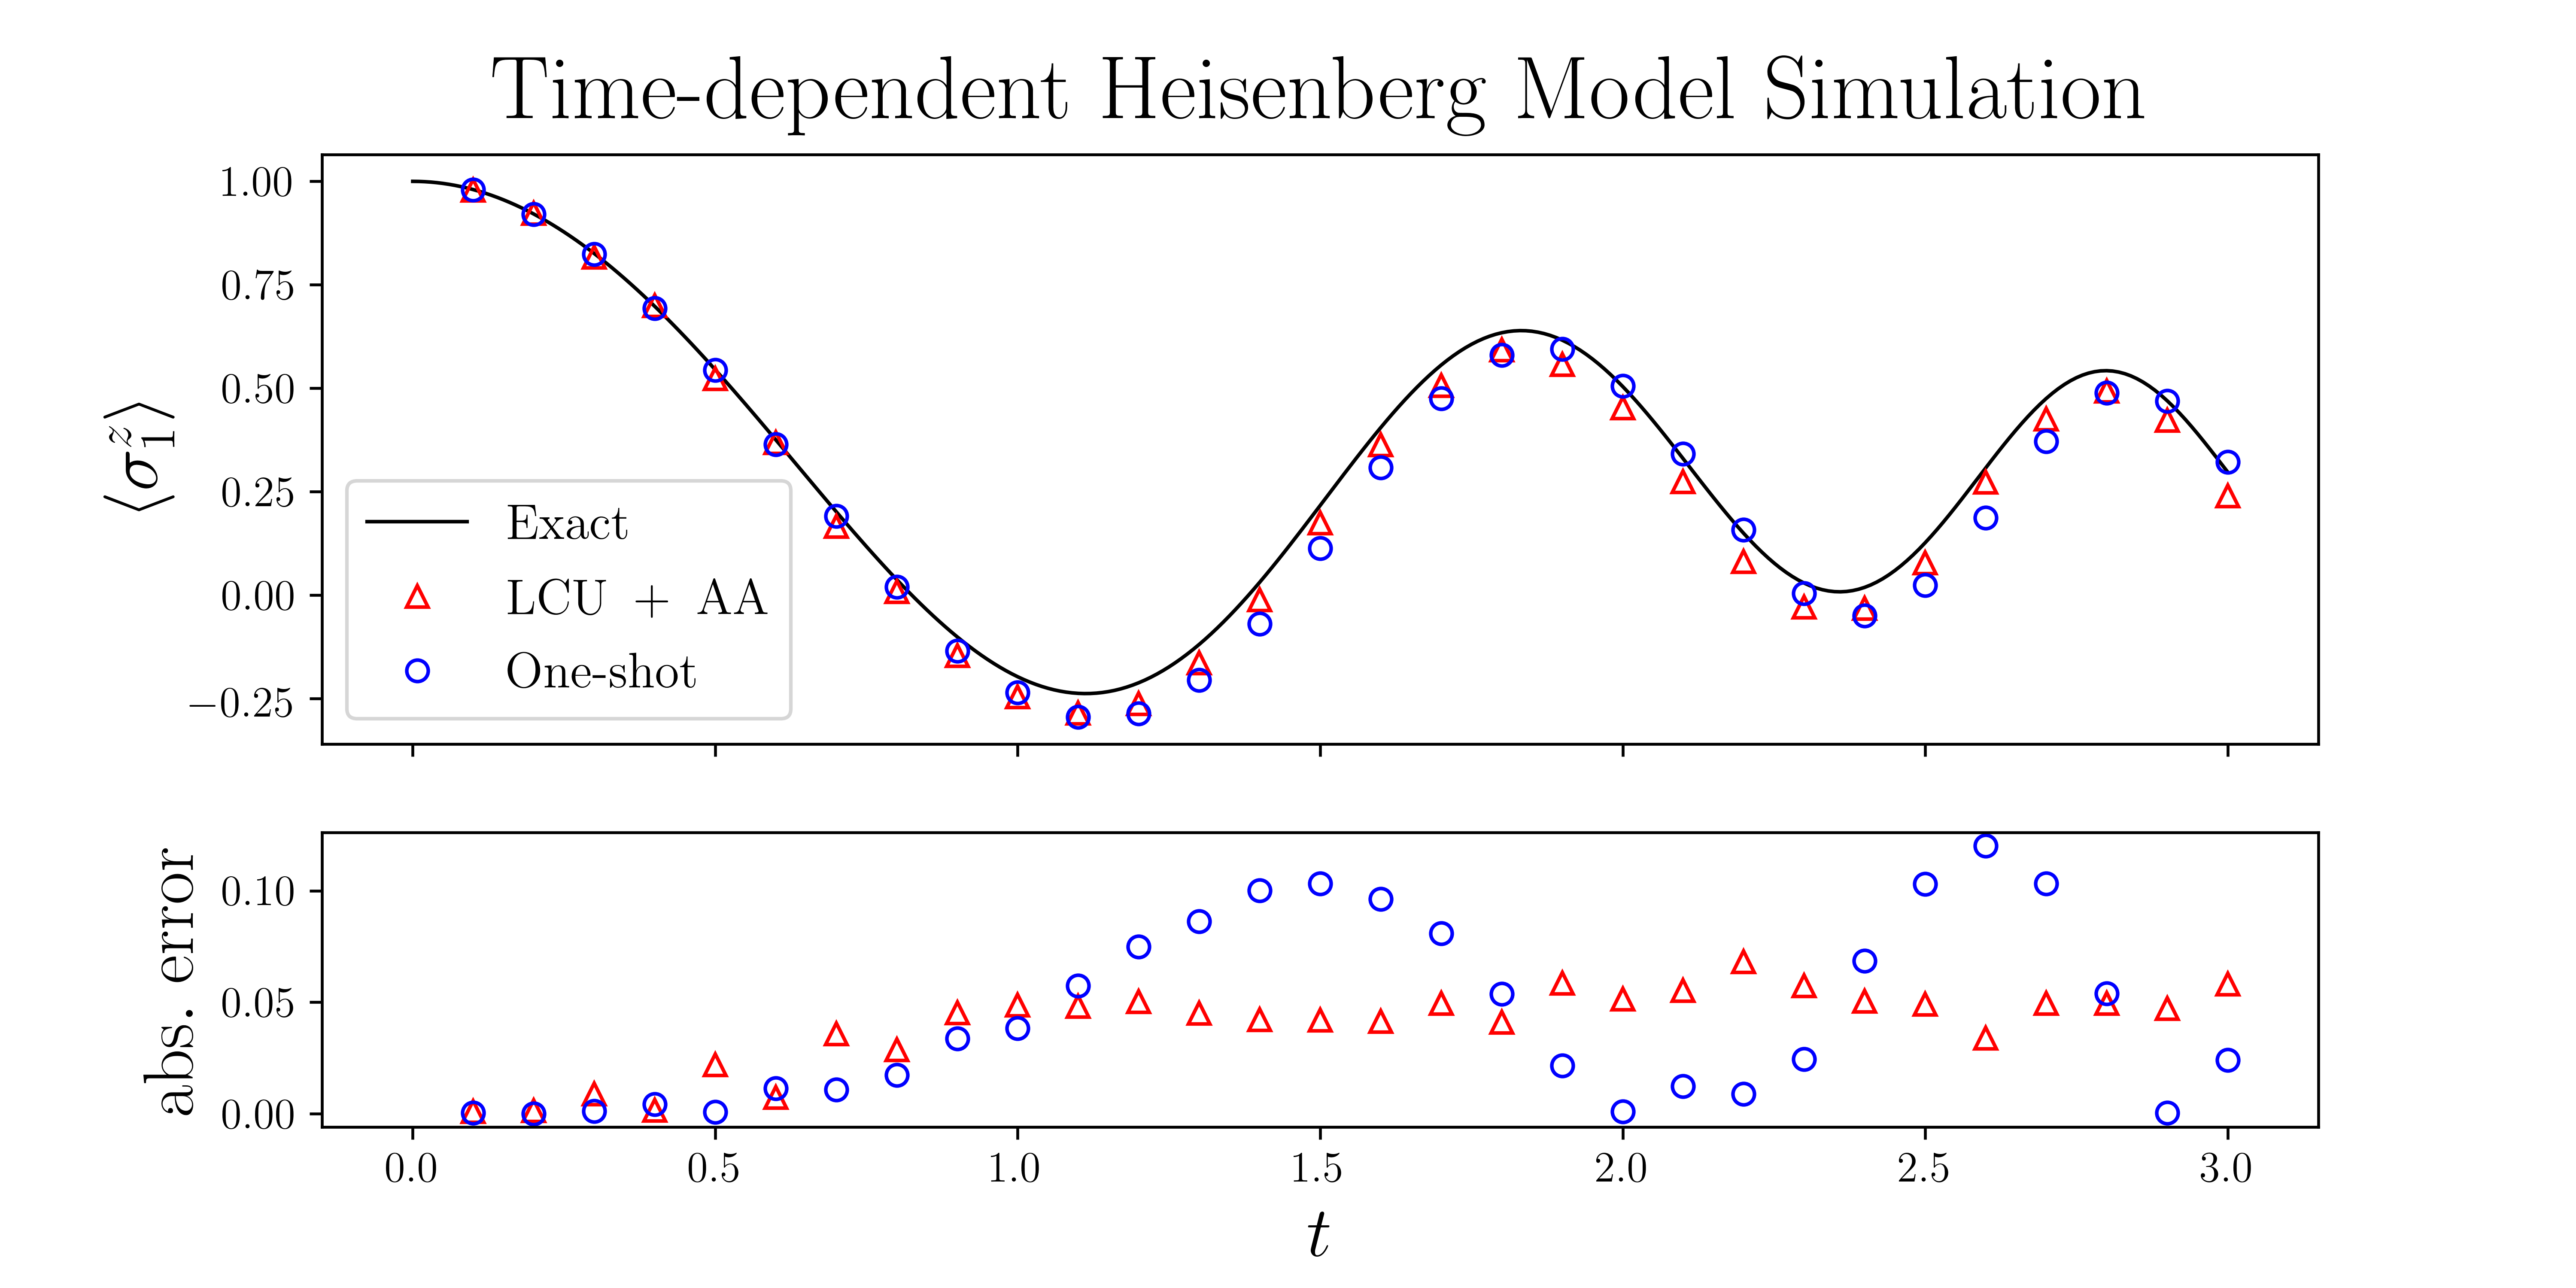 Time-dependent Heisenberg Model Simulation
1.00
0.75
0.50
0.25
0.00
−0.25
⟨σ₁ᶻ⟩
Exact
LCU + AA
One-shot
0.10
0.05
0.00
abs. error
0.0 0.5 1.0 1.5 2.0 2.5 3.0
t